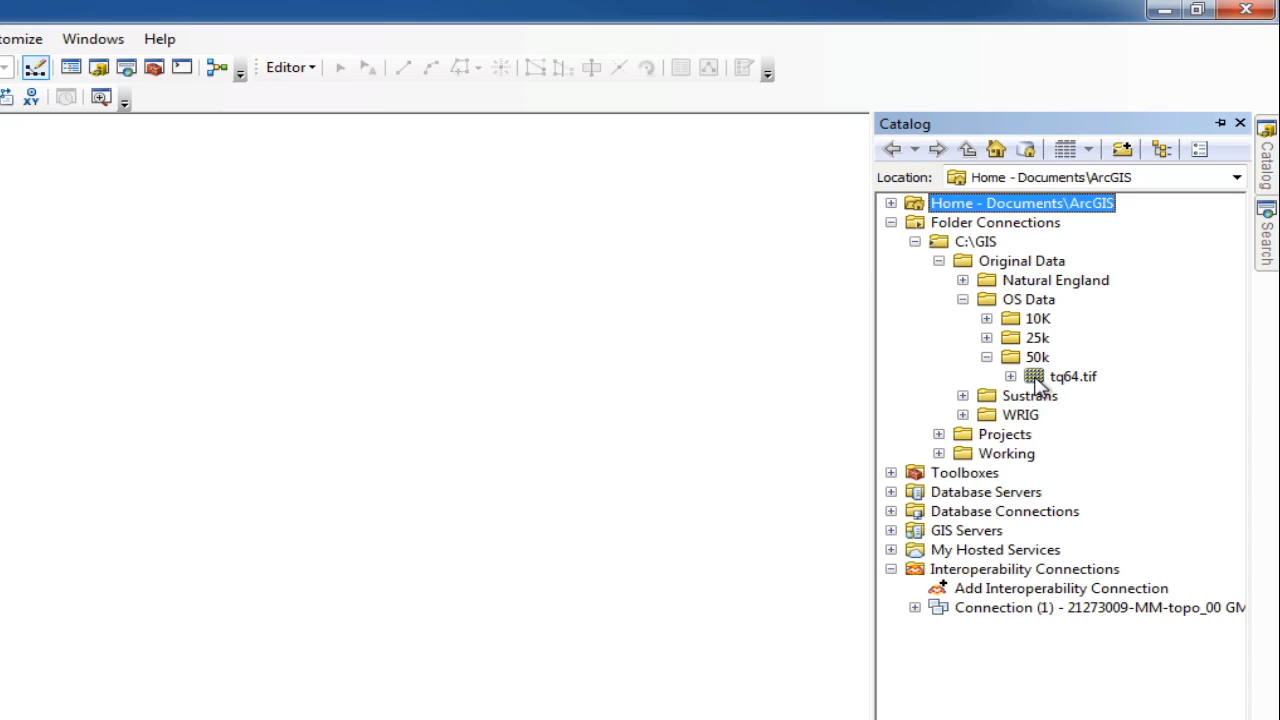 tomize Windows Help
Editor
XY
Catalog
Location: Home - Documents\ArcGIS
Home - Documents\ArcGIS
Folder Connections
C:\GIS
Original Data
Natural England
OS Data
10K
25k
50k
tq64.tif
Sustrans
WRIG
Projects
Working
Toolboxes
Database Servers
Database Connections
GIS Servers
My Hosted Services
Interoperability Connections
Add Interoperability Connection
Connection (1) - 21273009-MM-topo_00 GM
Catalog
Search